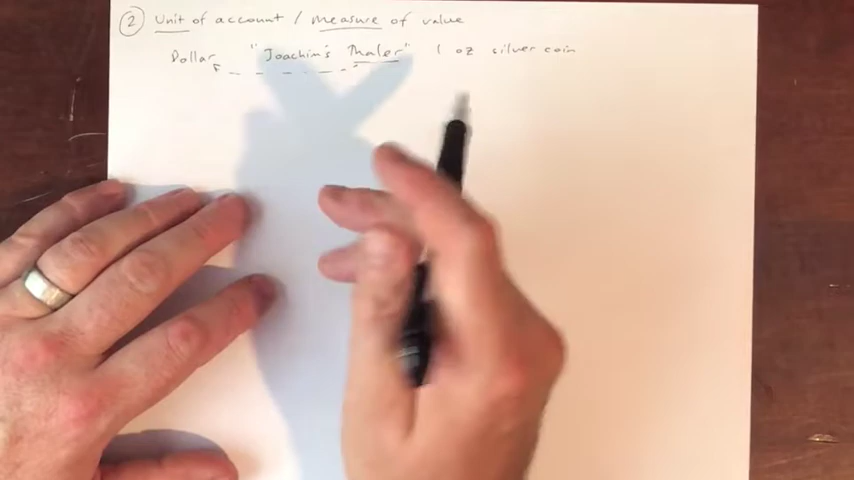 ② Unit of account / measure of value
Dollar "Joachim's Thaler" 1 oz silver coin